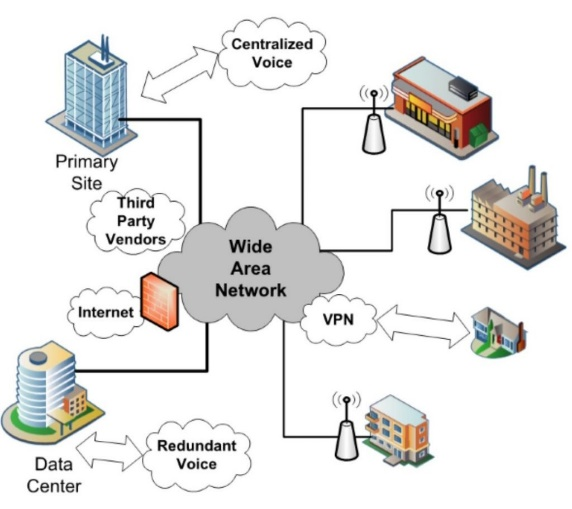 Centralized
Voice
Primary
Site
Third
Party
Vendors
Wide
Area
Network
Internet
VPN
Data
Center
Redundant
Voice